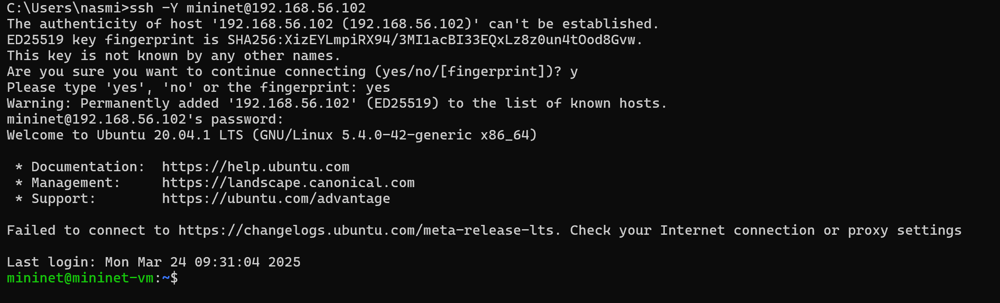 C:\Users\nasmi>ssh -Y mininet@192.168.56.102
The authenticity of host '192.168.56.102 (192.168.56.102)' can't be established.
ED25519 key fingerprint is SHA256:XizEYLmpiRX94/3MI1acBI33EQxLz8z0un4tOod8Gvw.
This key is not known by any other names.
Are you sure you want to continue connecting (yes/no/[fingerprint])? y
Please type 'yes', 'no' or the fingerprint: yes
Warning: Permanently added '192.168.56.102' (ED25519) to the list of known hosts.
mininet@192.168.56.102's password:
Welcome to Ubuntu 20.04.1 LTS (GNU/Linux 5.4.0-42-generic x86_64)

 * Documentation:  https://help.ubuntu.com
 * Management:     https://landscape.canonical.com
 * Support:        https://ubuntu.com/advantage

Failed to connect to https://changelogs.ubuntu.com/meta-release-lts. Check your Internet connection or proxy settings

Last login: Mon Mar 24 09:31:04 2025
mininet@mininet-vm:~$